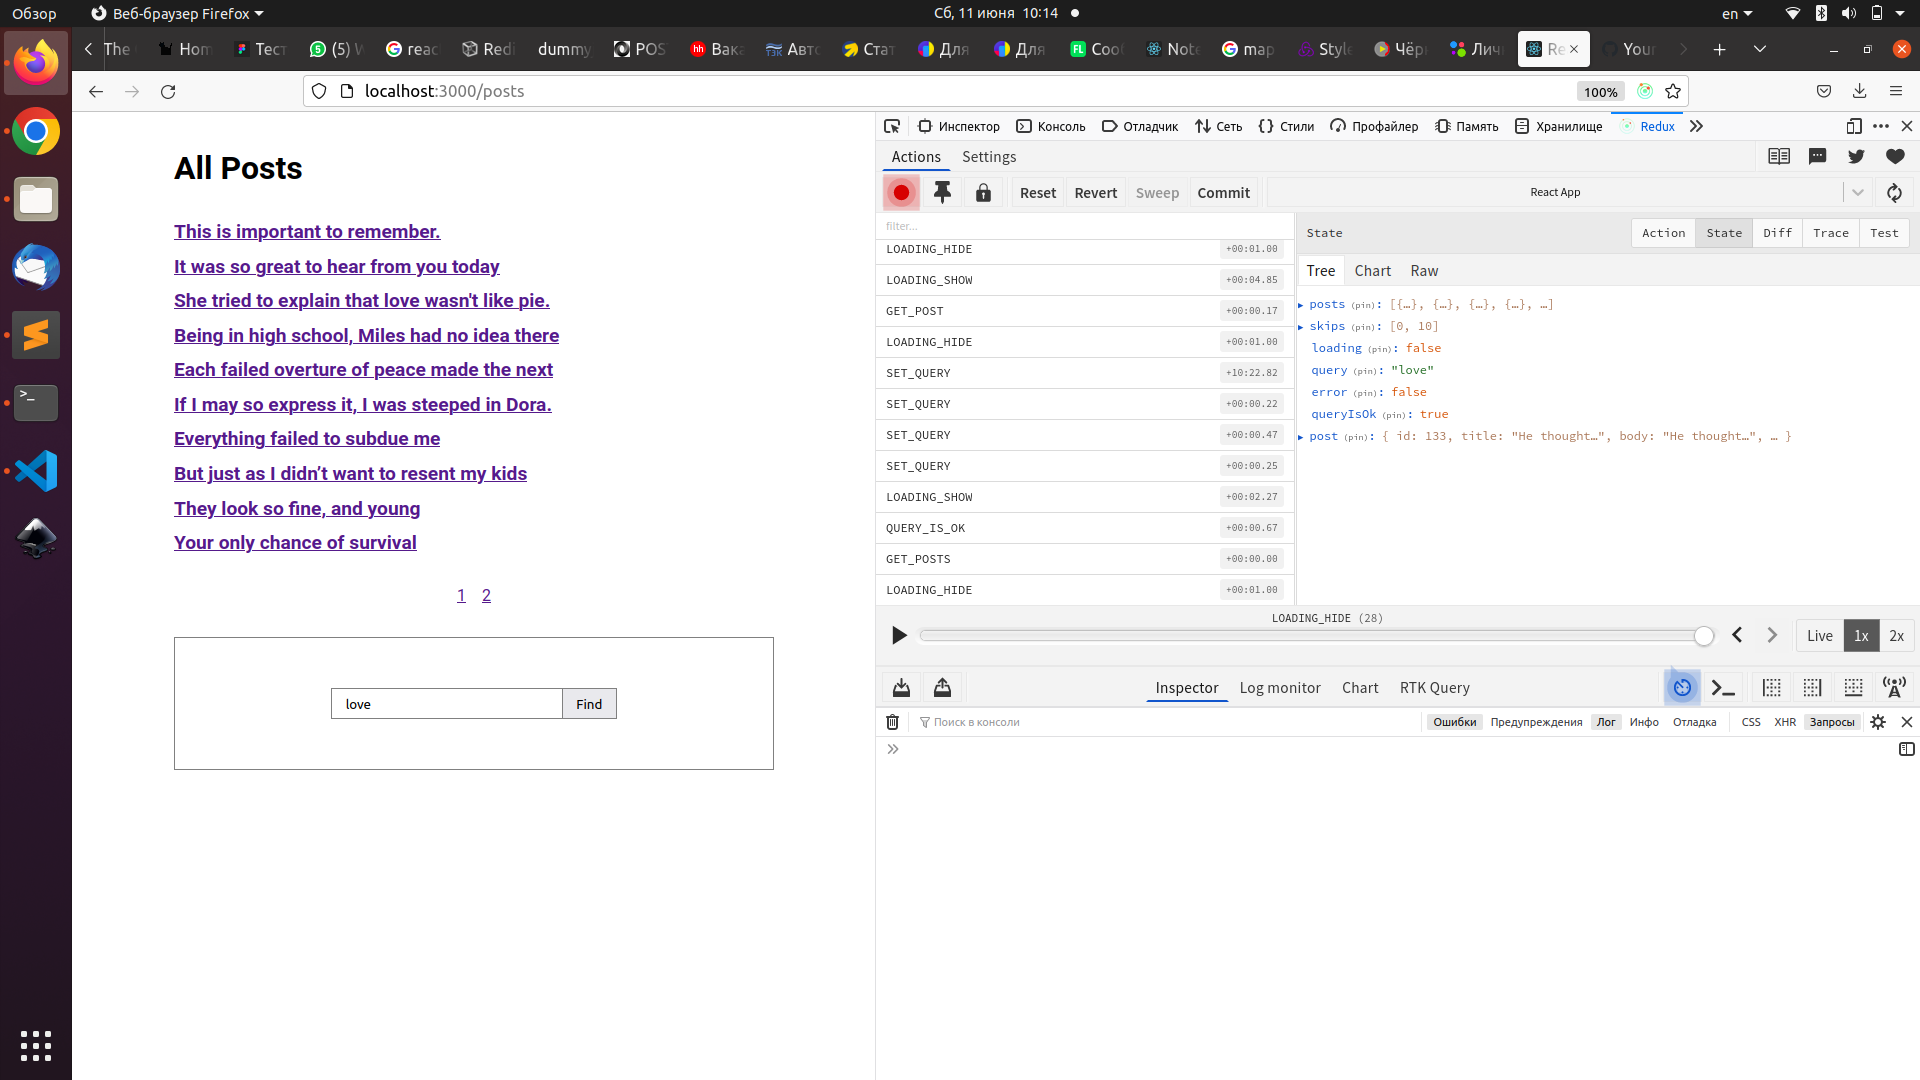 Обзор
Веб-браузер Firefox
Сб, 11 июня 10:14
en
The
Hom
Тест
(5) W
reac
Redi
dummy
POS
Вака
Авто
Стат
Для
Для
Cool
Note
map
Style
Чёр
Личн
Re
Your
localhost:3000/posts
100%
All Posts
This is important to remember.
It was so great to hear from you today
She tried to explain that love wasn't like pie.
Being in high school, Miles had no idea there
Each failed overture of peace made the next
If I may so express it, I was steeped in Dora.
Everything failed to subdue me
But just as I didn’t want to resent my kids
They look so fine, and young
Your only chance of survival
1 2
love
Find
Инспектор
Консоль
Отладчик
Сеть
Стили
Профайлер
Память
Хранилище
Redux
Actions
Settings
Reset
Revert
Sweep
Commit
React App
filter...
LOADING_HIDE +00:01.00
LOADING_SHOW +00:04.85
GET_POST +00:00.17
LOADING_HIDE +00:01.00
SET_QUERY +10:22.82
SET_QUERY +00:00.22
SET_QUERY +00:00.47
SET_QUERY +00:00.25
LOADING_SHOW +00:02.27
QUERY_IS_OK +00:00.67
GET_POSTS +00:00.00
LOADING_HIDE +00:01.00
State
Action
State
Diff
Trace
Test
Tree
Chart
Raw
posts (pin): [{…}, {…}, {…}, {…}, …]
skips (pin): [0, 10]
loading (pin): false
query (pin): "love"
error (pin): false
queryIsOk (pin): true
post (pin): { id: 133, title: "He thought…", body: "He thought…", … }
LOADING_HIDE (28)
Live
1x
2x
Inspector
Log monitor
Chart
RTK Query
Поиск в консоли
Ошибки
Предупреждения
Лог
Инфо
Отладка
CSS
XHR
Запросы